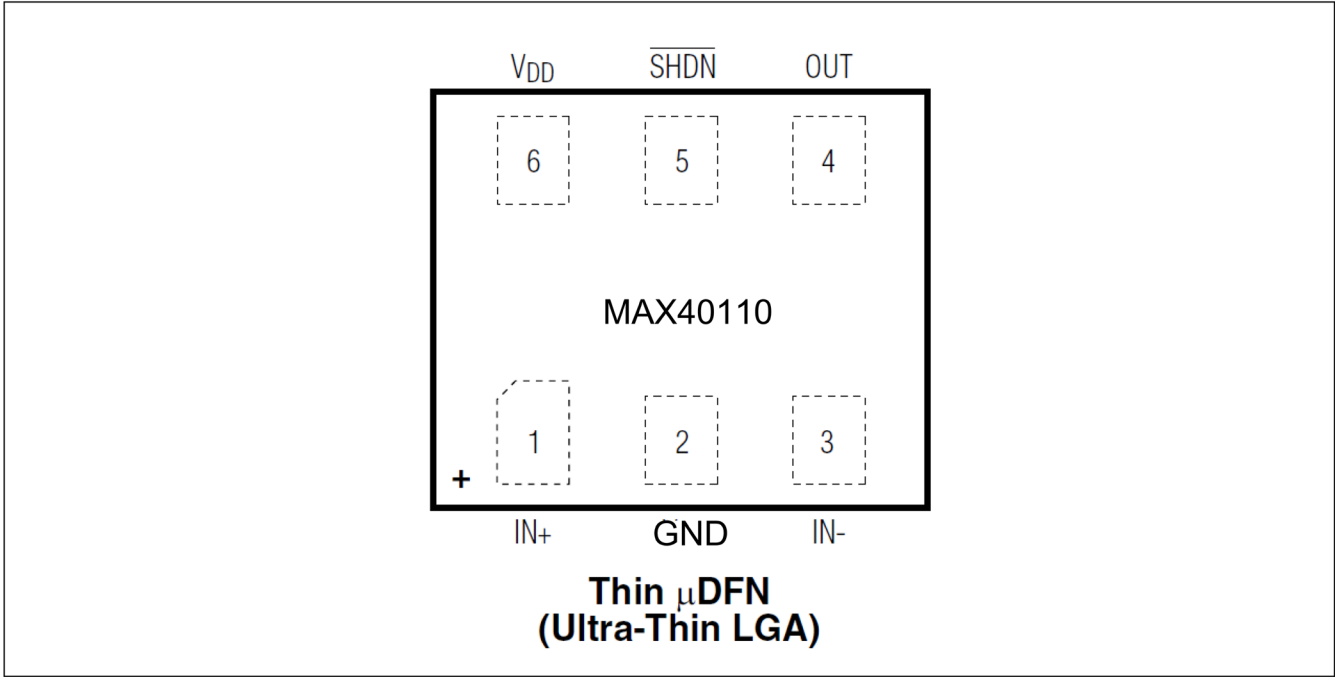 VDD SHDN OUT
6 5 4
MAX40110
1 2 3
+
IN+ GND IN-
Thin μDFN
(Ultra-Thin LGA)